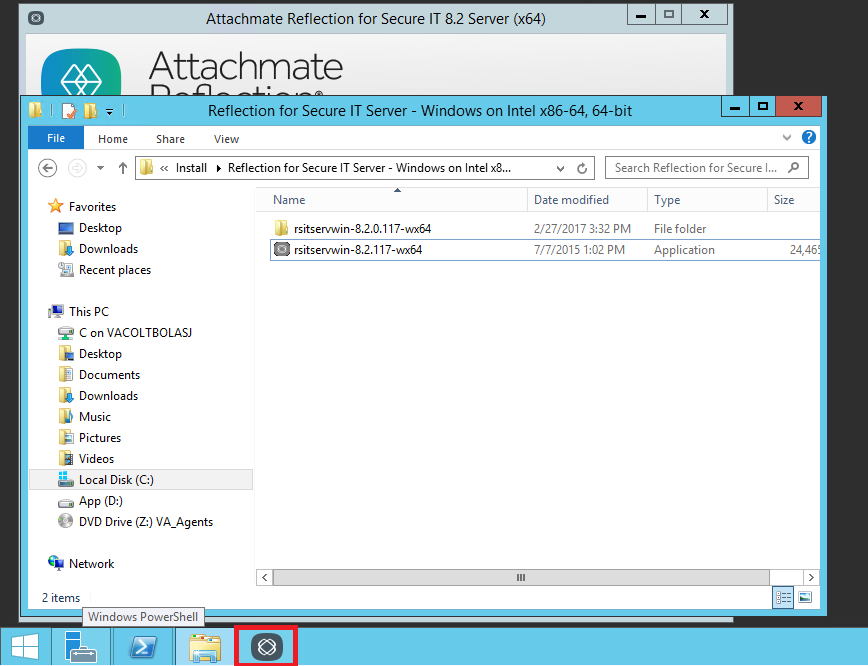 Attachmate Reflection for Secure IT 8.2 Server (x64)
Attachmate
Reflection®
Reflection for Secure IT Server - Windows on Intel x86-64, 64-bit
File Home Share View
« Install Reflection for Secure IT Server - Windows on Intel x8... Search Reflection for Secure I...
Name Date modified Type Size
Favorites
Desktop
Downloads
Recent places
This PC
C on VACOLTBOLASJ
Desktop
Documents
Downloads
Music
Pictures
Videos
Local Disk (C:)
App (D:)
DVD Drive (Z:) VA_Agents
Network
rsitservwin-8.2.0.117-wx64 2/27/2017 3:32 PM File folder
rsitservwin-8.2.117-wx64 7/7/2015 1:02 PM Application 24,465
2 items
Windows PowerShell